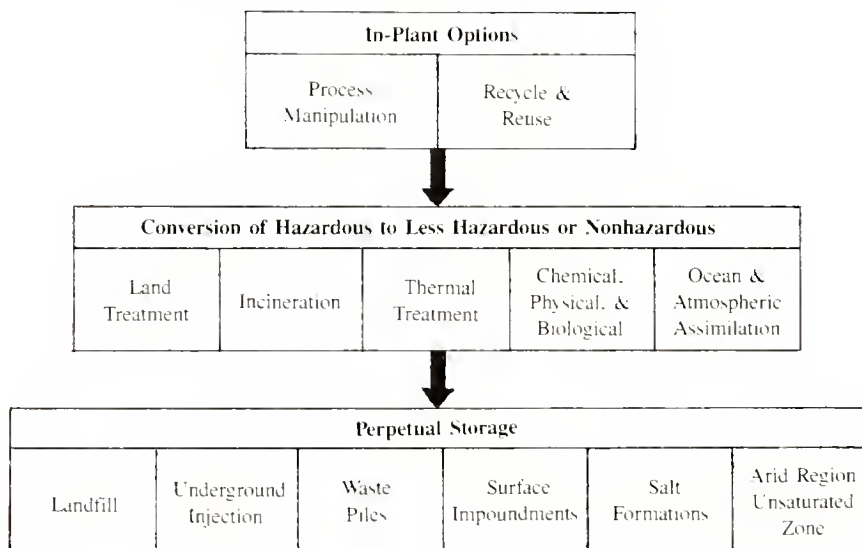 In-Plant Options
Process
Manipulation
Recycle &
Reuse
Conversion of Hazardous to Less Hazardous or Nonhazardous
Land
Treatment
Incineration
Thermal
Treatment
Chemical,
Physical, &
Biological
Ocean &
Atmospheric
Assimilation
Perpetual Storage
Landfill
Underground
Injection
Waste
Piles
Surface
Impoundments
Salt
Formations
Arid Region
Unsaturated
Zone